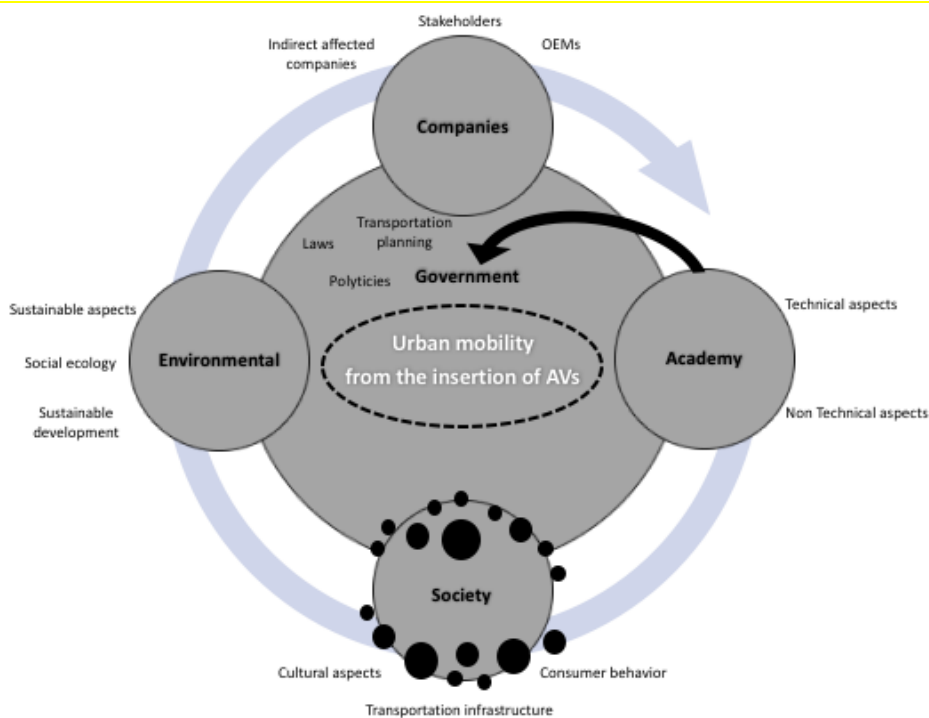 Stakeholders
Indirect affected
companies
OEMs
Companies
Transportation
planning
Laws
Polyticies
Government
Sustainable aspects
Social ecology
Sustainable
development
Environmental
Urban mobility
from the insertion of AVs
Academy
Technical aspects
Non Technical aspects
Society
Cultural aspects
Consumer behavior
Transportation infrastructure